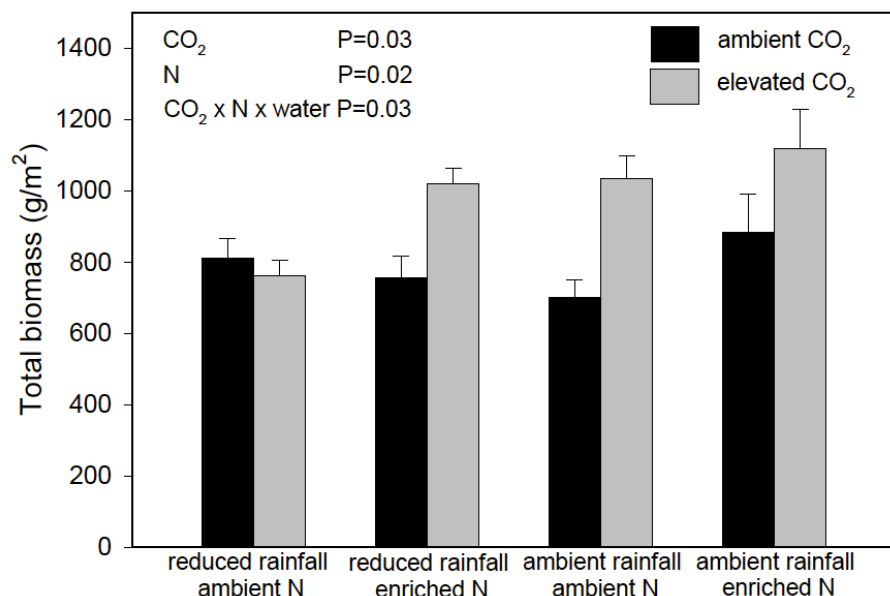 CO₂ P=0.03
N P=0.02
CO₂ x N x water P=0.03
ambient CO₂
elevated CO₂
Total biomass (g/m²)
1400
1200
1000
800
600
400
200
0
reduced rainfall
ambient N
reduced rainfall
enriched N
ambient rainfall
ambient N
ambient rainfall
enriched N